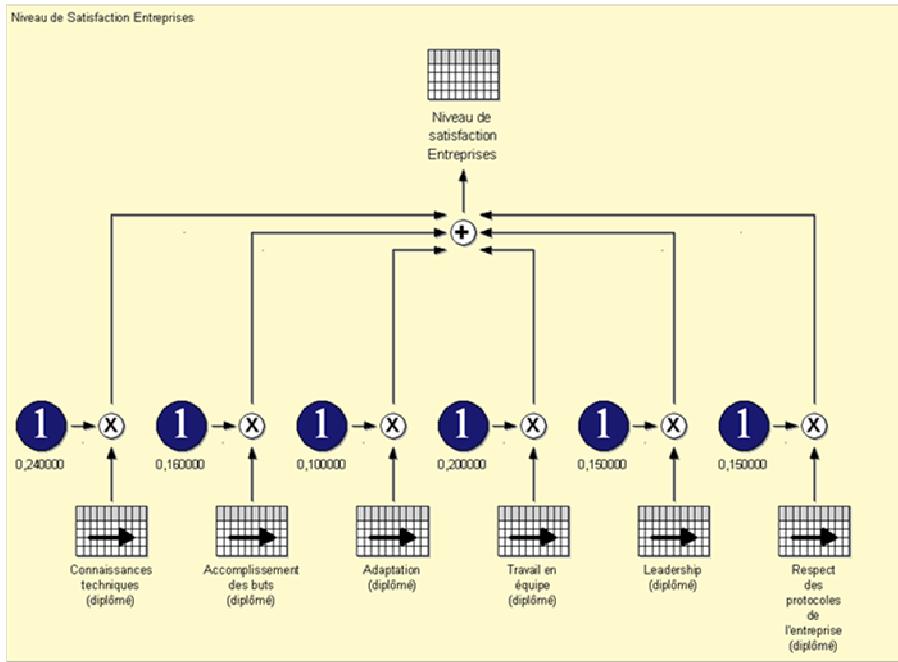 Niveau de Satisfaction Entreprises
Niveau de
satisfaction
Entreprises
+
1 X 1 X 1 X 1 X 1 X 1 X
0,240000 0,160000 0,100000 0,200000 0,150000 0,150000
Connaissances
techniques
(diplômé)
Accomplissement
des buts
(diplômé)
Adaptation
(diplômé)
Travail en
équipe
(diplômé)
Leadership
(diplômé)
Respect
des
protocoles
de
l'entreprise
(diplômé)